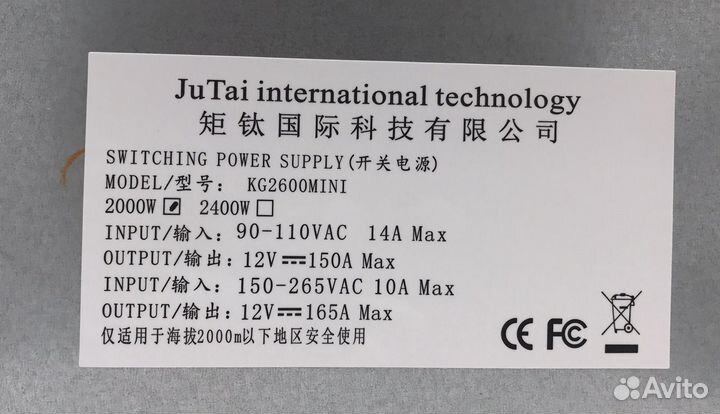 JuTai international technology
矩钛国际科技有限公司
SWITCHING POWER SUPPLY(开关电源)
MODEL/型号: KG2600MINI
2000W☑ 2400W□
INPUT/输入: 90-110VAC 14A Max
OUTPUT/输出: 12V⎓150A Max
INPUT/输入: 150-265VAC 10A Max
OUTPUT/输出: 12V⎓165A Max
仅适用于海拔2000m以下地区安全使用
CE FC
Avito